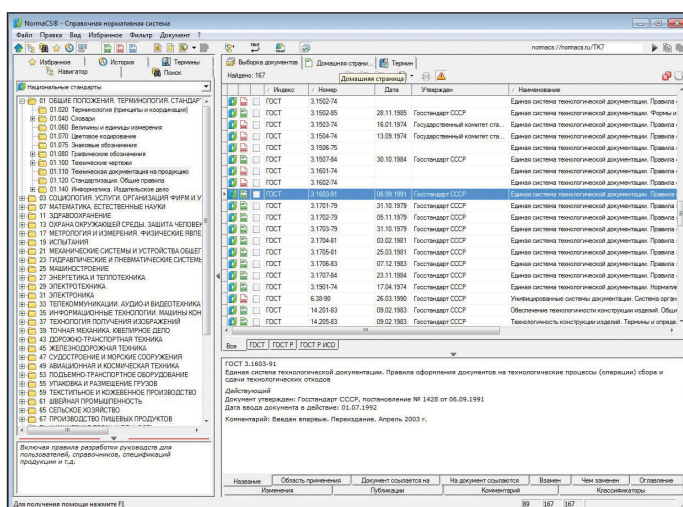 NormaCS® - Справочная нормативная система
Файл Правка Вид Избранное Фильтр Документ ?
nomacs://nomacs.ru/TK7
Избранное История Термины
Навигатор Поиск
Национальные стандарты
01 ОБЩИЕ ПОЛОЖЕНИЯ. ТЕРМИНОЛОГИЯ. СТАНДАР
01.020 Терминология (принципы и координация)
01.040 Словари
01.060 Величины и единицы измерения
01.070 Цветовое кодирование
01.075 Знаковые обозначения
01.080 Графические обозначения
01.100 Технические чертежи
01.110 Техническая документация на продукцию
01.120 Стандартизация. Общие правила
01.140 Информатика. Издательское дело
03 СОЦИОЛОГИЯ. УСЛУГИ. ОРГАНИЗАЦИЯ ФИРМ И У
07 МАТЕМАТИКА. ЕСТЕСТВЕННЫЕ НАУКИ
11 ЗДРАВООХРАНЕНИЕ
13 ОХРАНА ОКРУЖАЮЩЕЙ СРЕДЫ, ЗАЩИТА ЧЕЛОВЕК
17 МЕТРОЛОГИЯ И ИЗМЕРЕНИЯ. ФИЗИЧЕСКИЕ ЯВЛЕ
19 ИСПЫТАНИЯ
21 МЕХАНИЧЕСКИЕ СИСТЕМЫ И УСТРОЙСТВА ОБЩЕГ
23 ГИДРАВЛИЧЕСКИЕ И ПНЕВМАТИЧЕСКИЕ СИСТЕМЬ
25 МАШИНОСТРОЕНИЕ
27 ЭНЕРГЕТИКА И ТЕПЛОТЕХНИКА
29 ЭЛЕКТРОТЕХНИКА
31 ЭЛЕКТРОНИКА
33 ТЕЛЕКОММУНИКАЦИИ. АУДИО-И ВИДЕОТЕХНИКА
35 ИНФОРМАЦИОННЫЕ ТЕХНОЛОГИИ. МАШИНЫ КОН
37 ТЕХНОЛОГИЯ ПОЛУЧЕНИЯ ИЗОБРАЖЕНИЙ
39 ТОЧНАЯ МЕХАНИКА. ЮВЕЛИРНОЕ ДЕЛО
43 ДОРОЖНО-ТРАНСПОРТНАЯ ТЕХНИКА
45 ЖЕЛЕЗНОДОРОЖНАЯ ТЕХНИКА
47 СУДОСТРОЕНИЕ И МОРСКИЕ СООРУЖЕНИЯ
49 АВИАЦИОННАЯ И КОСМИЧЕСКАЯ ТЕХНИКА
53 ПОДЪЕМНО-ТРАНСПОРТНОЕ ОБОРУДОВАНИЕ
55 УПАКОВКА И РАЗМЕЩЕНИЕ ГРУЗОВ
59 ТЕКСТИЛЬНОЕ И КОЖЕВЕННОЕ ПРОИЗВОДСТВО
61 ШВЕЙНАЯ ПРОМЫШЛЕННОСТЬ
65 СЕЛЬСКОЕ ХОЗЯЙСТВО
67 ПРОИЗВОДСТВО ПИЩЕВЫХ ПРОДУКТОВ
Включая правила разработки руководств для
пользователей, справочников, спецификаций
продукции и т.д.
Выборка документов Домашняя страни... Термин
Найдено: 167 Домашняя страница
Индекс Номер Дата Утвержден Наименование
ГОСТ 3.1502-74 Единая система технологической документации. Правила
ГОСТ 3.1502-85 28.11.1985 Госстандарт СССР Единая система технологической документации. Формы и
ГОСТ 3.1503-74 16.01.1974 Государственный комитет ста... Единая система технологической документации. Правила
ГОСТ 3.1504-74 13.09.1974 Государственный комитет ста... Единая система технологической документации. Правила
ГОСТ 3.1506-75 Единая система технологической документации. Правила
ГОСТ 3.1507-84 30.10.1984 Госстандарт СССР Единая система технологической документации. Правила
ГОСТ 3.1601-74 Единая система технологической документации. Правила
ГОСТ 3.1602-74 Единая система технологической документации. Правила
ГОСТ 3.1603-91 06.09.1991 Госстандарт СССР Единая система технологической документации. Правила
ГОСТ 3.1701-79 31.10.1979 Госстандарт СССР Единая система технологической документации. Правила
ГОСТ 3.1702-79 05.11.1979 Госстандарт СССР Единая система технологической документации. Правила
ГОСТ 3.1703-79 31.10.1979 Госстандарт СССР Единая система технологической документации. Правила
ГОСТ 3.1704-81 03.02.1981 Госстандарт СССР Единая система технологической документации. Правила
ГОСТ 3.1705-81 25.03.1981 Госстандарт СССР Единая система технологической документации. Правила
ГОСТ 3.1706-83 07.12.1983 Госстандарт СССР Единая система технологической документации. Правила
ГОСТ 3.1707-84 23.11.1984 Госстандарт СССР Единая система технологической документации. Правила
ГОСТ 3.1901-74 17.04.1974 Госстандарт СССР Единая система технологической документации. Норматив
ГОСТ 6.38-90 26.03.1990 Госстандарт СССР Унифицированные системы документации. Система орган
ГОСТ 14.201-83 09.02.1983 Госстандарт СССР Обеспечение технологичности конструкции изделий. Общи
ГОСТ 14.205-83 09.02.1983 Госстандарт СССР Технологичность конструкции изделий. Термины и опреде.
Все ГОСТ ГОСТ Р ГОСТ Р ИСО
ГОСТ 3.1603-91
Единая система технологической документации. Правила оформления документов на технологические процессы (операции) сбора и
сдачи технологических отходов
Действующий
Документ утвержден: Госстандарт СССР, постановление № 1428 от 06.09.1991
Дата ввода документа в действие: 01.07.1992
Комментарий: Введен впервые. Переиздание. Апрель 2003 г.
Название Область применения Документ ссылается на На документ ссылаются Взамен Чем заменен Оглавление
Изменения Публикации Комментарий Классификаторы
Для получения помощи нажмите F1 89 167 167